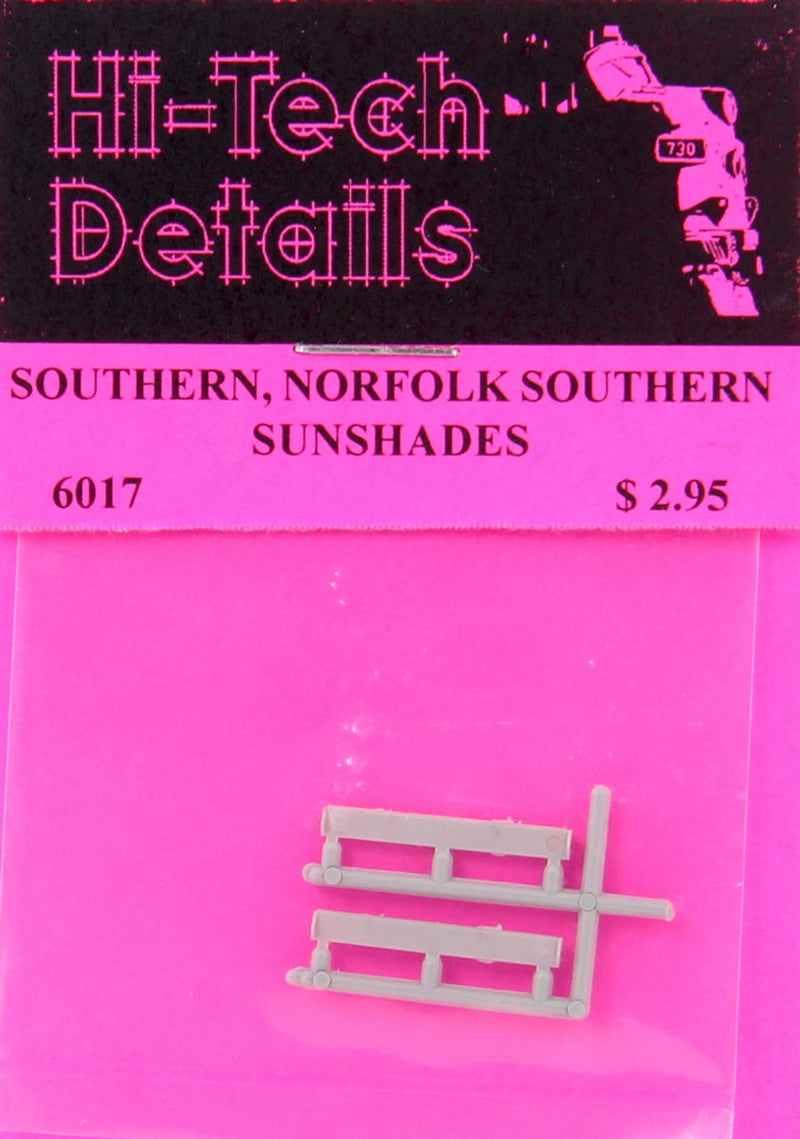 Hi-Tech
Details
730
SOUTHERN, NORFOLK SOUTHERN
SUNSHADES
6017 $ 2.95